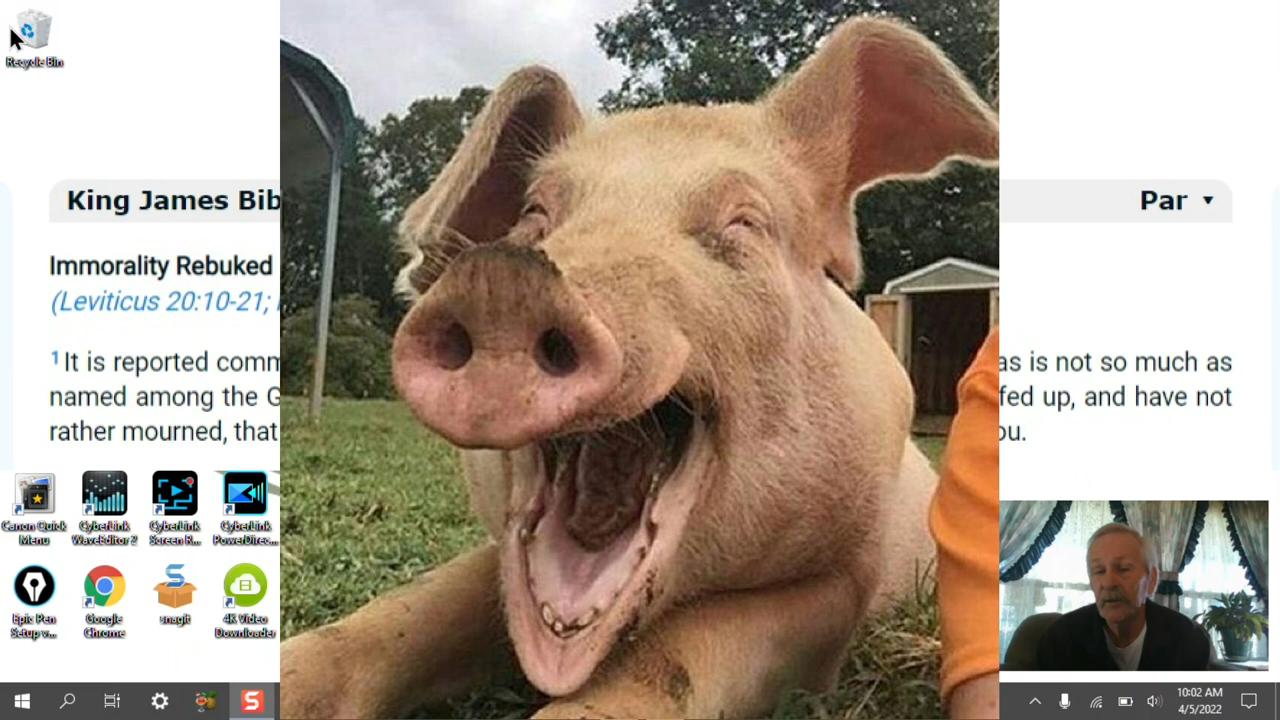 Recycle Bin
King James Bib
Par
Immorality Rebuked
(Leviticus 20:10-21;
1 It is reported comm
as is not so much as
named among the G
fed up, and have not
rather mourned, that
ou.
Canon Quick Menu
CyberLink WaveEditor 2
CyberLink Screen R...
CyberLink PowerDirec...
Epic Pen Setup v...
Google Chrome
snagit
4K Video Downloader
10:02 AM
4/5/2022